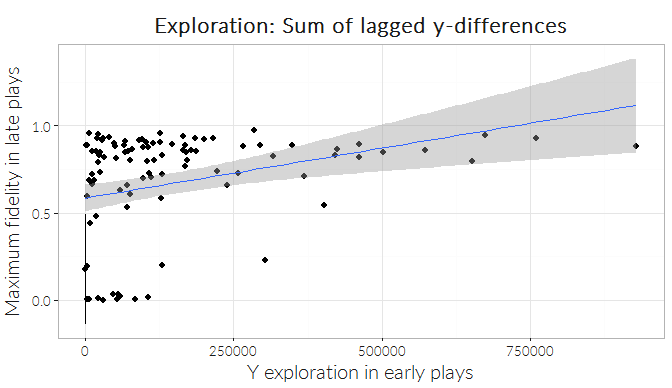 Exploration: Sum of lagged y-differences
Maximum fidelity in late plays
1.0
0.5
0.0
0
250000
500000
750000
Y exploration in early plays